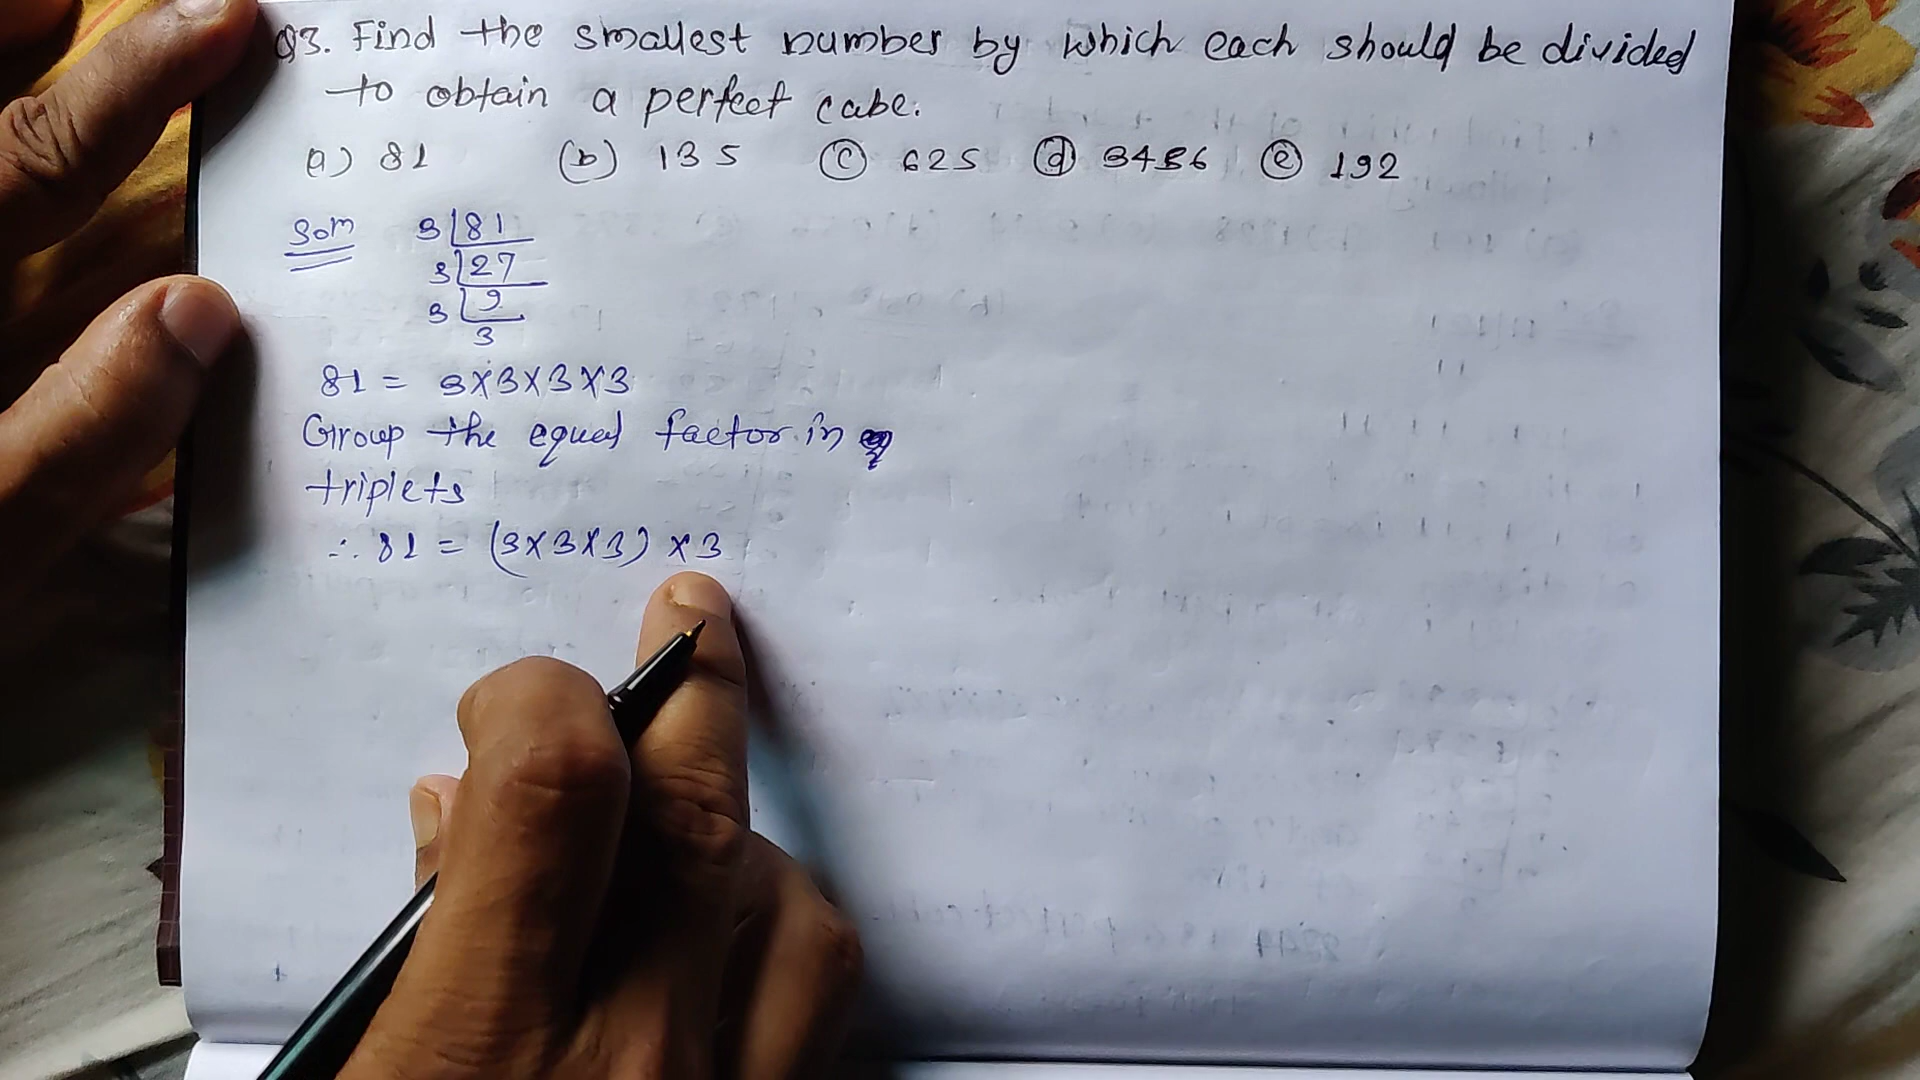 Q3. Find the smallest number by which each should be divided
to obtain a perfect cube.
(a) 81 (b) 135 (c) 625 (d) 3456 (e) 192
Soln 3 81
3 27
3 9
3
81 = 3×3×3×3
Group the equal factor in
triplets
∴ 81 = (3×3×3) ×3